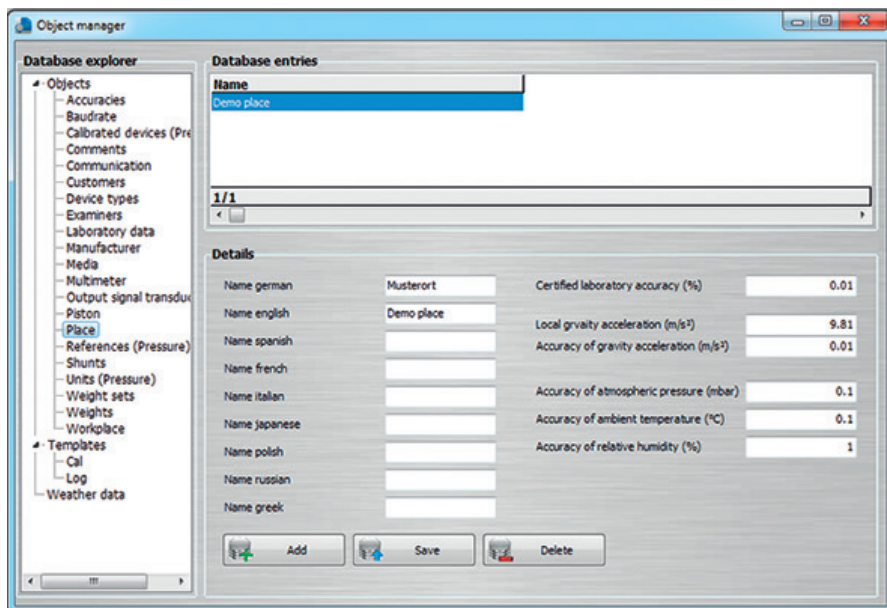 Object manager
Database explorer
Objects
Accuracies
Baudrate
Calibrated devices (Pre
Comments
Communication
Customers
Device types
Examiners
Laboratory data
Manufacturer
Media
Multimeter
Output signal transduc
Piston
Place
References (Pressure)
Shunts
Units (Pressure)
Weight sets
Weights
Workplace
Templates
Cal
Log
Weather data
Database entries
Name
Demo place
1/1
Details
Name german Musterort
Name english Demo place
Name spanish
Name french
Name italian
Name japanese
Name polish
Name russian
Name greek
Certified laboratory accuracy (%) 0.01
Local grvaity acceleration (m/s²) 9.81
Accuracy of gravity acceleration (m/s²) 0.01
Accuracy of atmospheric pressure (mbar) 0.1
Accuracy of ambient temperature (ºC) 0.1
Accuracy of relative humidity (%) 1
Add Save Delete